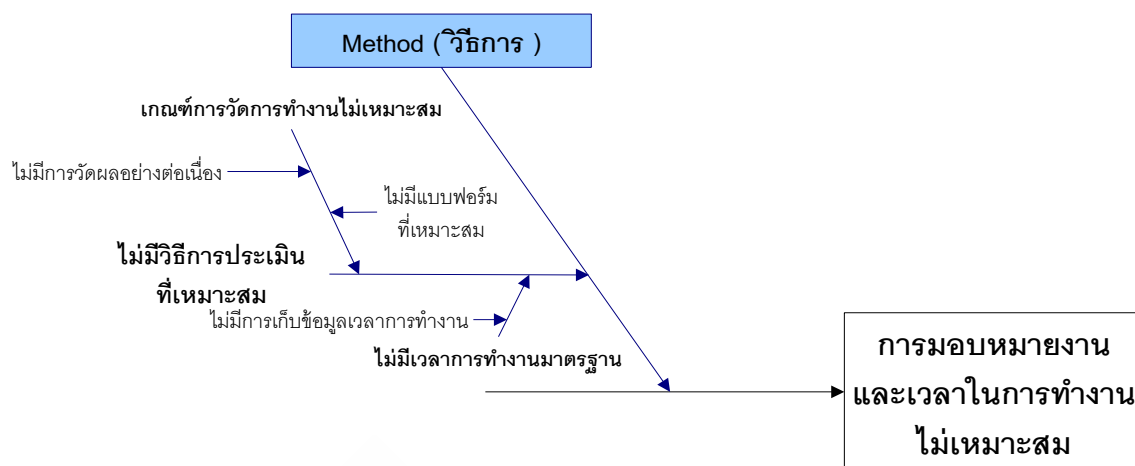 Method ( วิธีการ )
เกณฑ์การวัดการทำงานไม่เหมาะสม
ไม่มีการวัดผลอย่างต่อเนื่อง
ไม่มีแบบฟอร์ม
ที่เหมาะสม
ไม่มีวิธีการประเมิน
ที่เหมาะสม
ไม่มีการเก็บข้อมูลเวลาการทำงาน
ไม่มีเวลาการทำงานมาตรฐาน
การมอบหมายงาน
และเวลาในการทำงาน
ไม่เหมาะสม